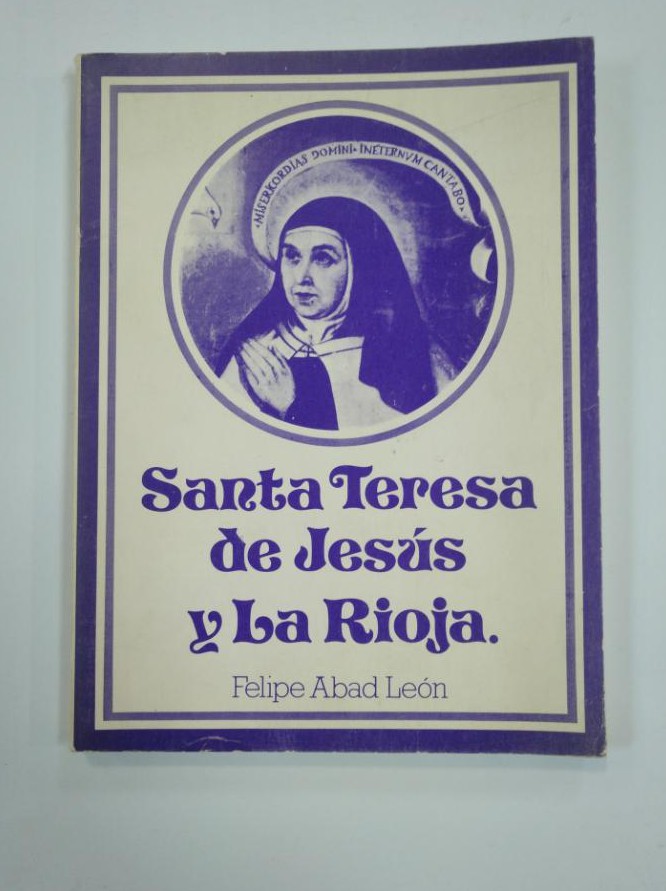 ·MISERICORDIAS DOMINI· INETERNVM CANTABO·
Santa Teresa
de Jesús
y La Rioja.
Felipe Abad León